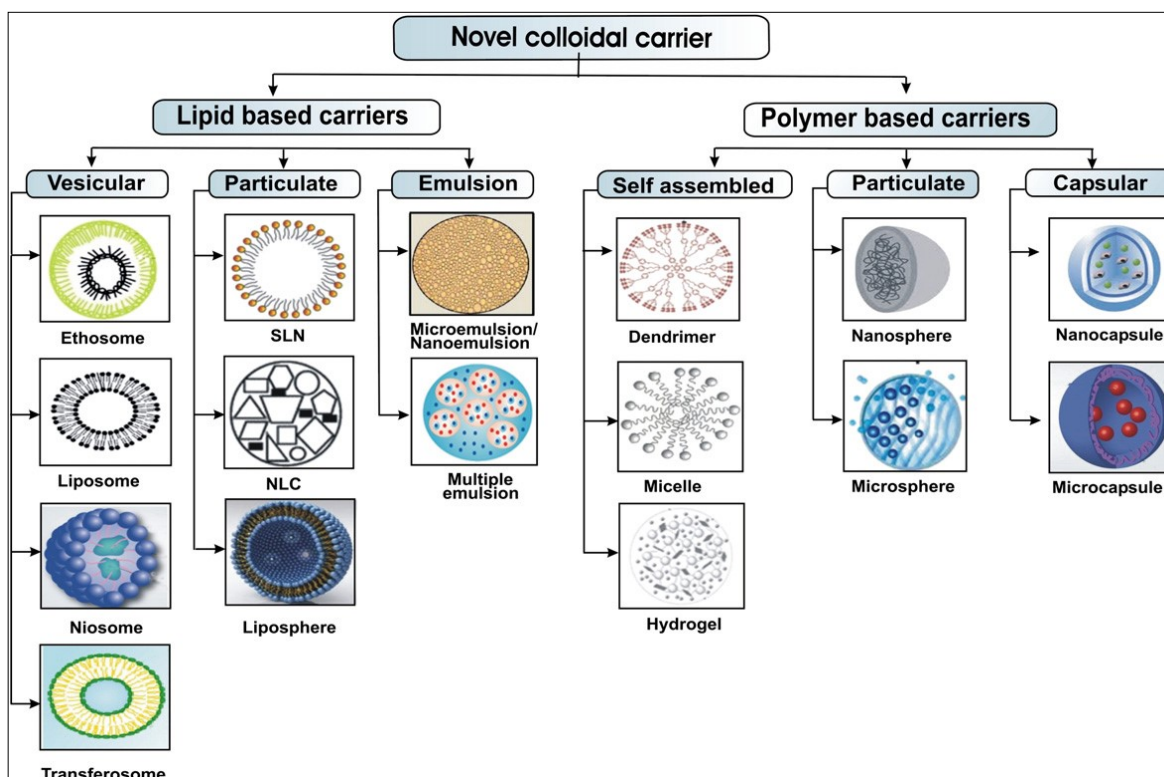 Novel colloidal carrier
Lipid based carriers
Polymer based carriers
Vesicular
Particulate
Emulsion
Self assembled
Particulate
Capsular
Ethosome
SLN
Microemulsion/
Nanoemulsion
Dendrimer
Nanosphere
Nanocapsule
Liposome
NLC
Multiple
emulsion
Micelle
Microsphere
Microcapsule
Niosome
Liposphere
Hydrogel
Transferosome